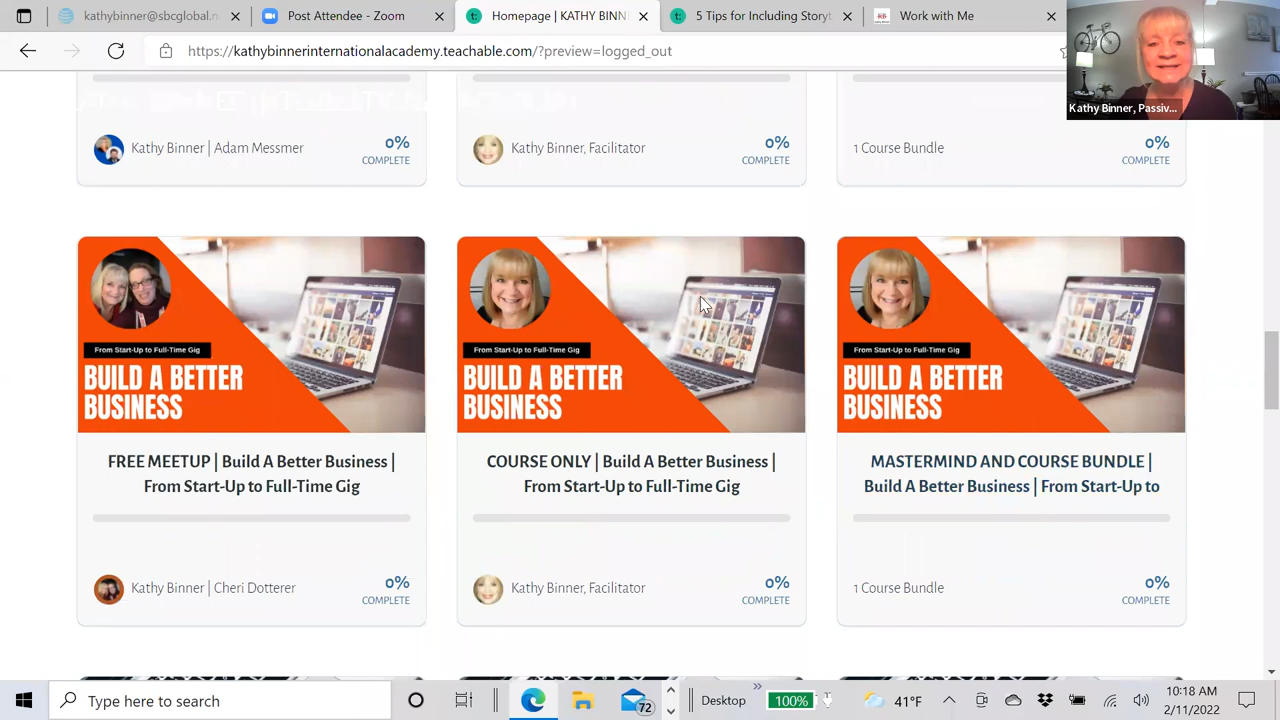 kathybinner@sbcglobal.n
Post Attendee - Zoom
Homepage | KATHY BINN
5 Tips for Including Storyt
KB
Work with Me
https://kathybinnerinternationalacademy.teachable.com/?preview=logged_out
Kathy Binner, Passiv...
Kathy Binner | Adam Messmer
0%
COMPLETE
Kathy Binner, Facilitator
0%
COMPLETE
1 Course Bundle
0%
COMPLETE
From Start-Up to Full-Time Gig
BUILD A BETTER
BUSINESS
FREE MEETUP | Build A Better Business |
From Start-Up to Full-Time Gig
Kathy Binner | Cheri Dotterer
0%
COMPLETE
From Start-Up to Full-Time Gig
BUILD A BETTER
BUSINESS
COURSE ONLY | Build A Better Business |
From Start-Up to Full-Time Gig
Kathy Binner, Facilitator
0%
COMPLETE
From Start-Up to Full-Time Gig
BUILD A BETTER
BUSINESS
MASTERMIND AND COURSE BUNDLE |
Build A Better Business | From Start-Up to
1 Course Bundle
0%
COMPLETE
Type here to search
72
Desktop
100%
41°F
10:18 AM
2/11/2022